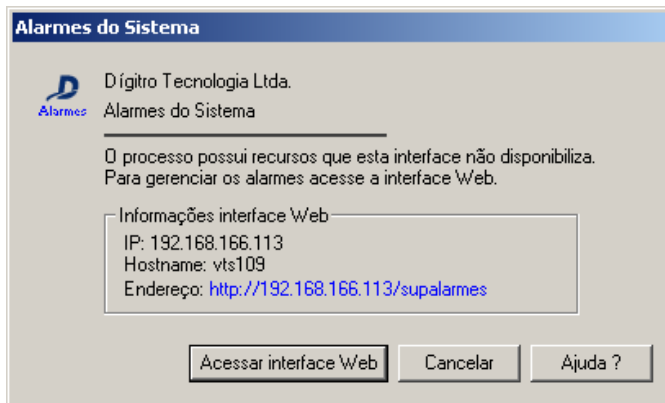 Alarmes do Sistema
Dígitro Tecnologia Ltda.
Alarmes
Alarmes do Sistema
O processo possui recursos que esta interface não disponibiliza.
Para gerenciar os alarmes acesse a interface Web.
Informações interface Web
IP: 192.168.166.113
Hostname: vts109
Endereço: http://192.168.166.113/supalarmes
Acessar interface Web
Cancelar
Ajuda ?